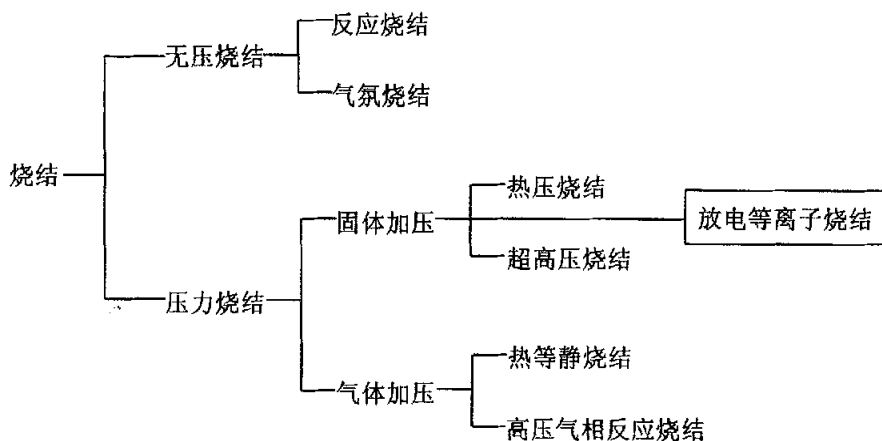 反应烧结
无压烧结
气氛烧结
烧结
热压烧结
固体加压
放电等离子烧结
超高压烧结
压力烧结
热等静烧结
气体加压
高压气相反应烧结